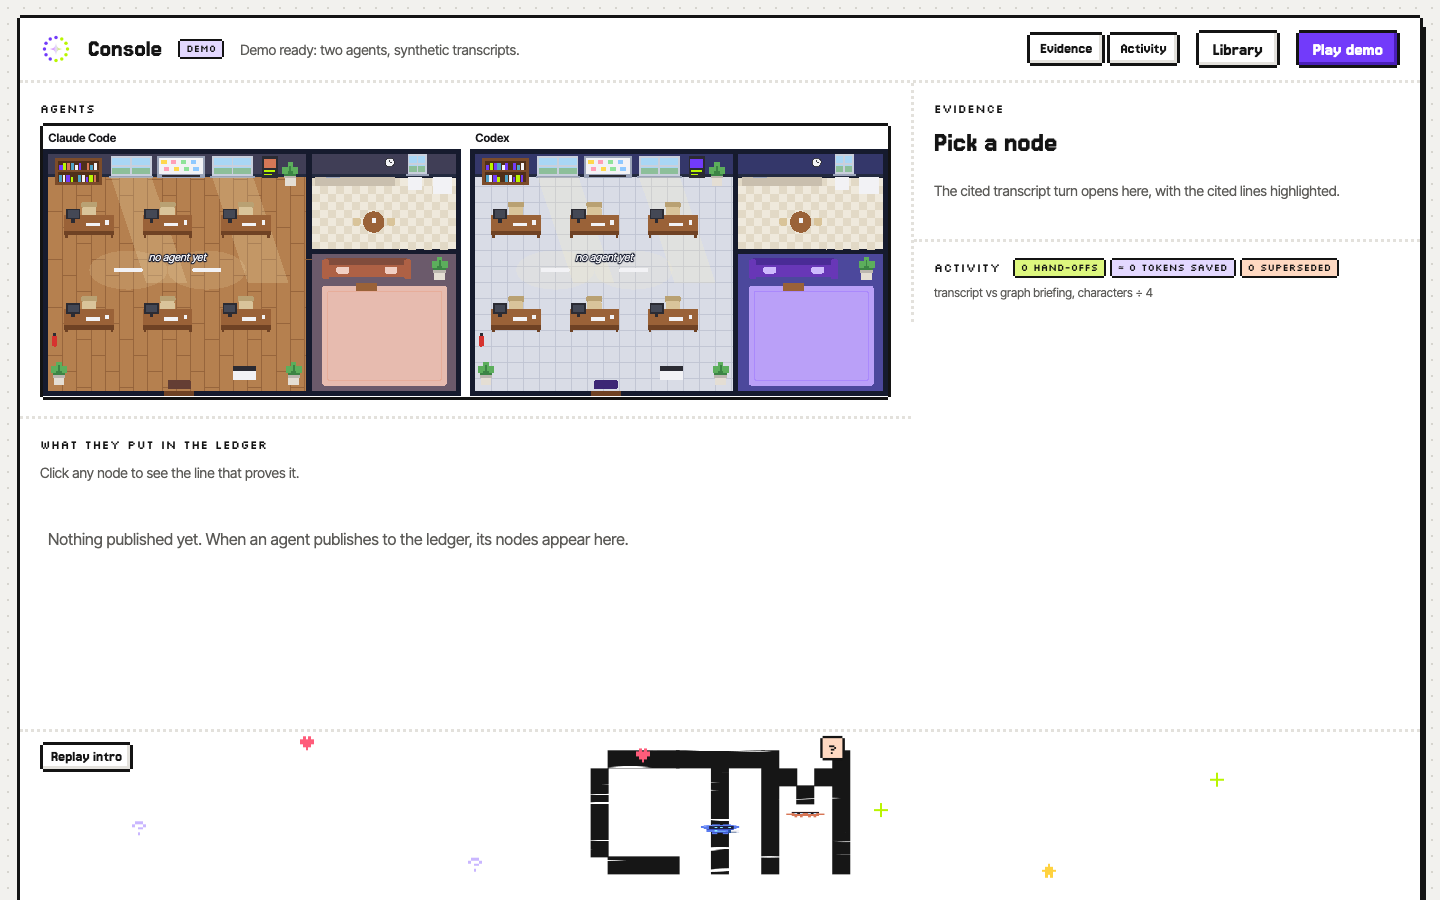 Console
DEMO
Demo ready: two agents, synthetic transcripts.
Evidence
Activity
Library
Play demo
AGENTS
Claude Code
no agent yet
Codex
no agent yet
EVIDENCE
Pick a node
The cited transcript turn opens here, with the cited lines highlighted.
ACTIVITY
0 HAND-OFFS
≈ 0 TOKENS SAVED
0 SUPERSEDED
transcript vs graph briefing, characters ÷ 4
WHAT THEY PUT IN THE LEDGER
Click any node to see the line that proves it.
Nothing published yet. When an agent publishes to the ledger, its nodes appear here.
Replay intro
CTM
?